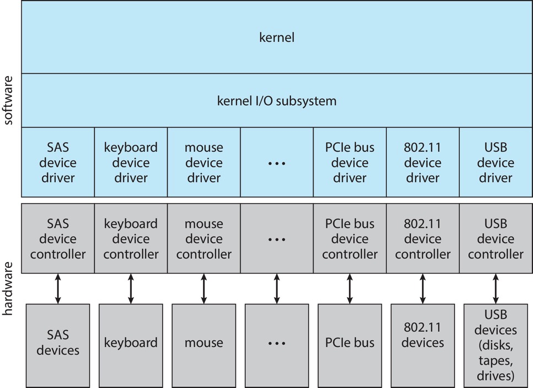 software
kernel
kernel I/O subsystem
SAS
device
driver
keyboard
device
driver
mouse
device
driver
•••
PCIe bus
device
driver
802.11
device
driver
USB
device
driver
hardware
SAS
device
controller
keyboard
device
controller
mouse
device
controller
•••
PCIe bus
device
controller
802.11
device
controller
USB
device
controller
SAS
devices
keyboard
mouse
•••
PCIe bus
802.11
devices
USB
devices
(disks,
tapes,
drives)